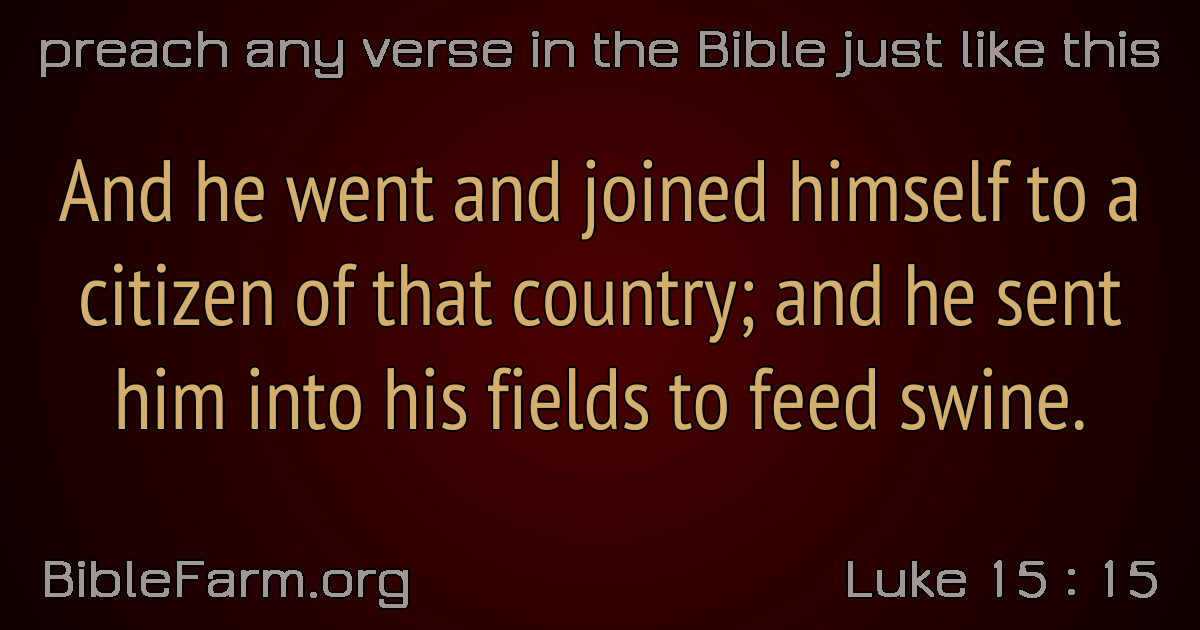 preach any verse in the Bible just like this
And he went and joined himself to a
citizen of that country; and he sent
him into his fields to feed swine.
BibleFarm.org
Luke 15 : 15